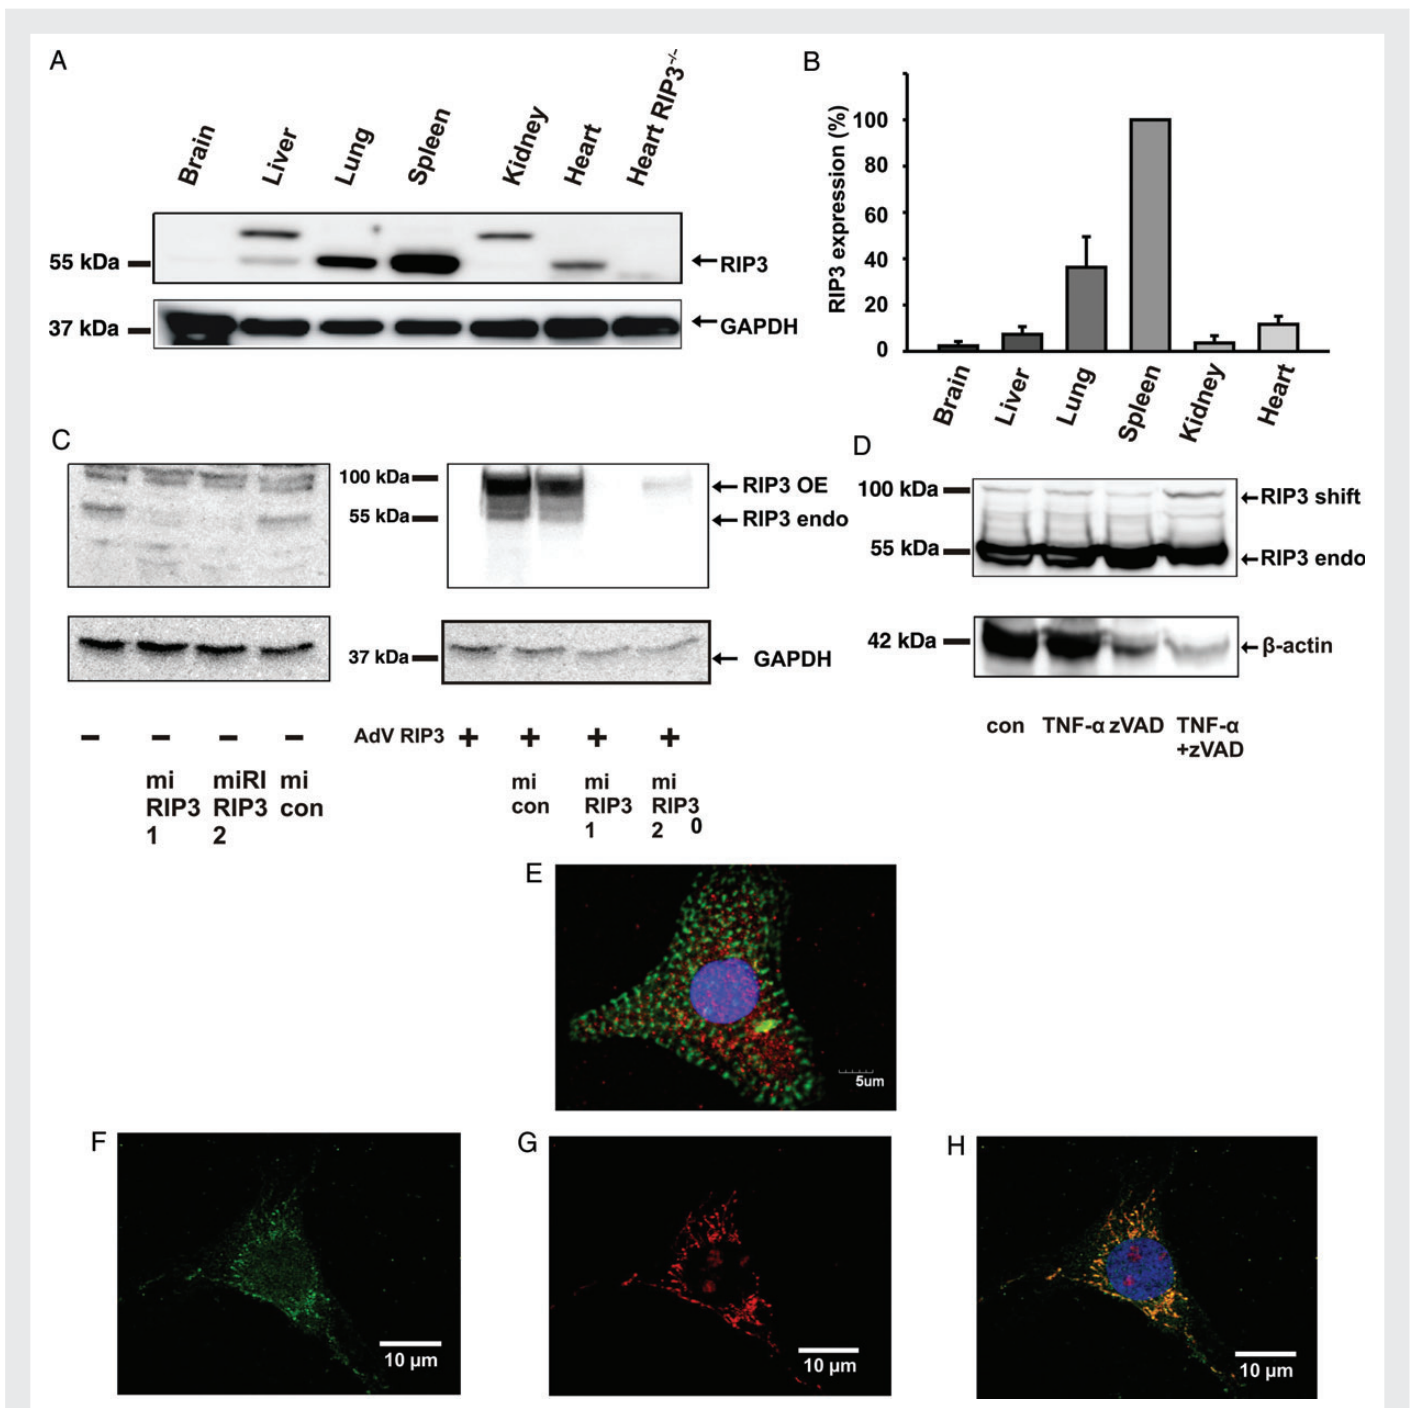 A
Brain
Liver
Lung
Spleen
Kidney
Heart
Heart RIP3-/-
55 kDa
RIP3
37 kDa
GAPDH
B
RIP3 expression (%)
100
80
60
40
20
0
Brain
Liver
Lung
Spleen
Kidney
Heart
C
100 kDa
55 kDa
RIP3 OE
RIP3 endo
37 kDa
GAPDH
AdV RIP3 + + + +
− − − −
mi
RIP3
1
miRI
RIP3
2
mi
con
mi
con
mi
RIP3
1
mi
RIP3
2 0
D
100 kDa
RIP3 shift
55 kDa
RIP3 endo
42 kDa
β-actin
con TNF-α zVAD TNF-α
+zVAD
E
5um
F
10 μm
G
10 μm
H
10 μm